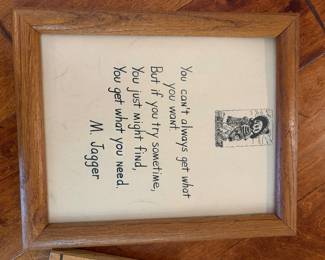 You can't always get what
you want.
But if you try sometime,
You just might find,
You get what you need.
M. Jagger